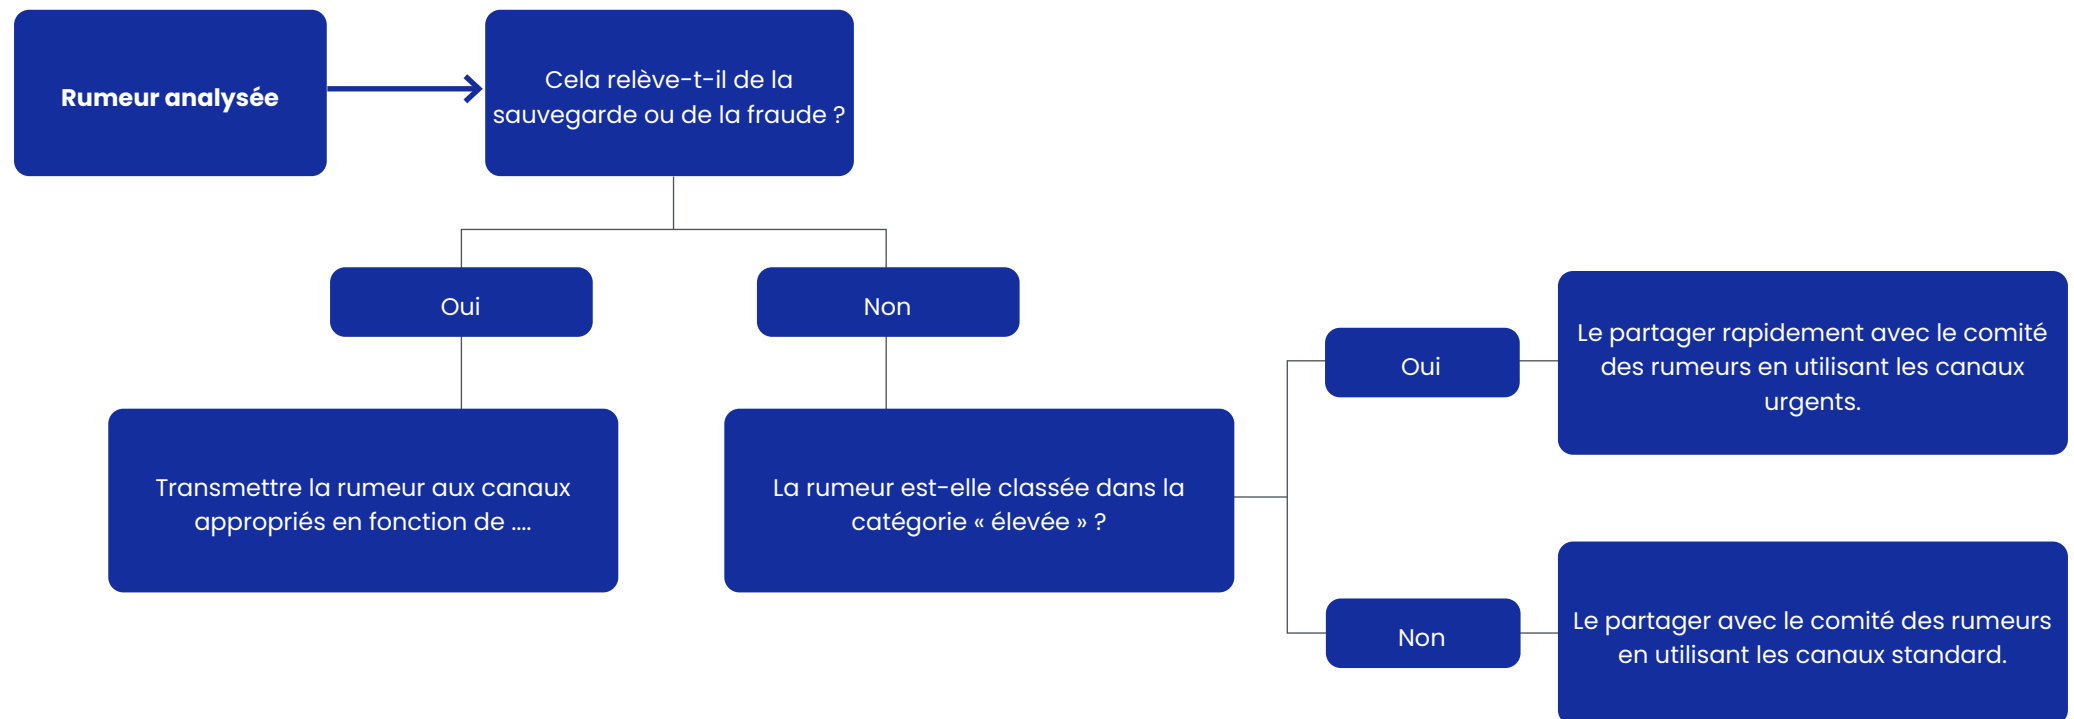 Rumeur analysée
Cela relève-t-il de la
sauvegarde ou de la fraude ?
Oui
Non
Transmettre la rumeur aux canaux
appropriés en fonction de ....
La rumeur est-elle classée dans la
catégorie « élevée » ?
Oui
Le partager rapidement avec le comité
des rumeurs en utilisant les canaux
urgents.
Non
Le partager avec le comité des rumeurs
en utilisant les canaux standard.